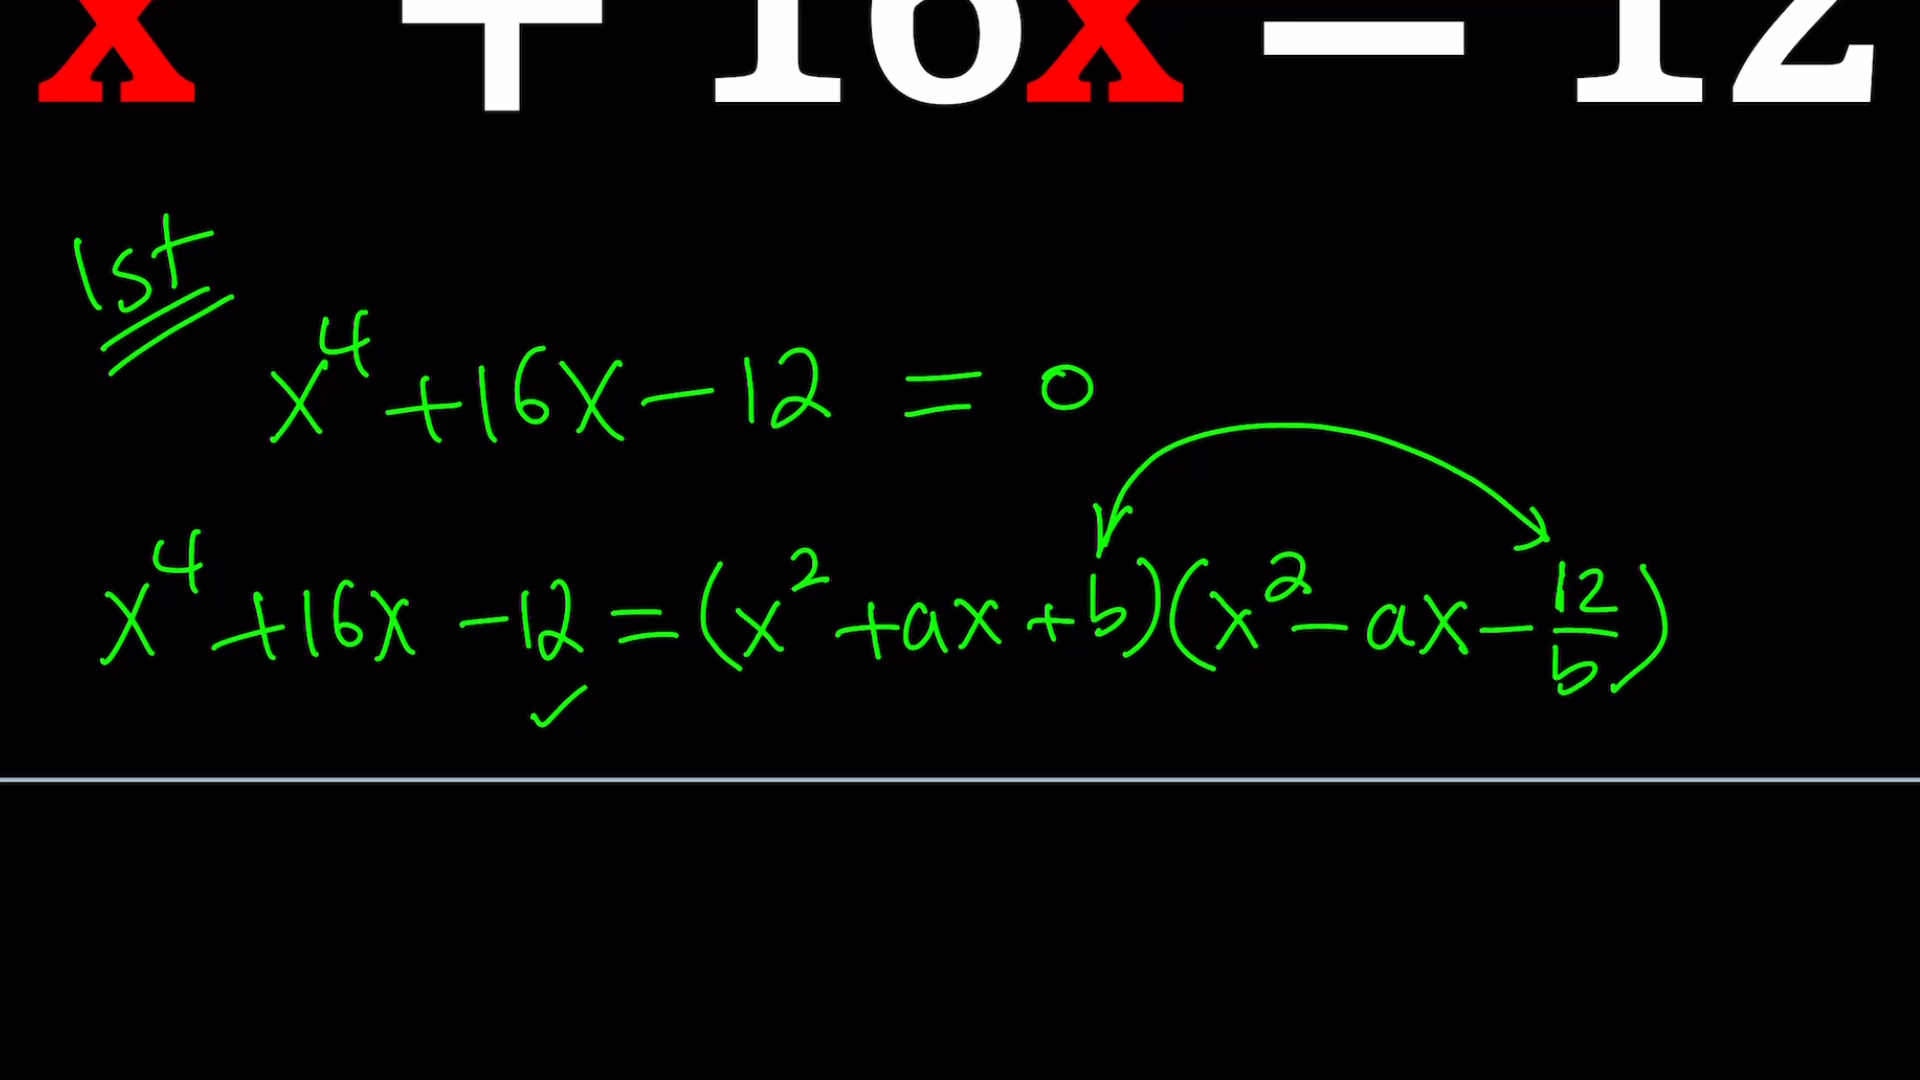 x + 16x − 12
1st
x⁴ + 16x − 12 = 0
x⁴ + 16x − 12 = (x² + ax + b)(x² − ax − 12/b)